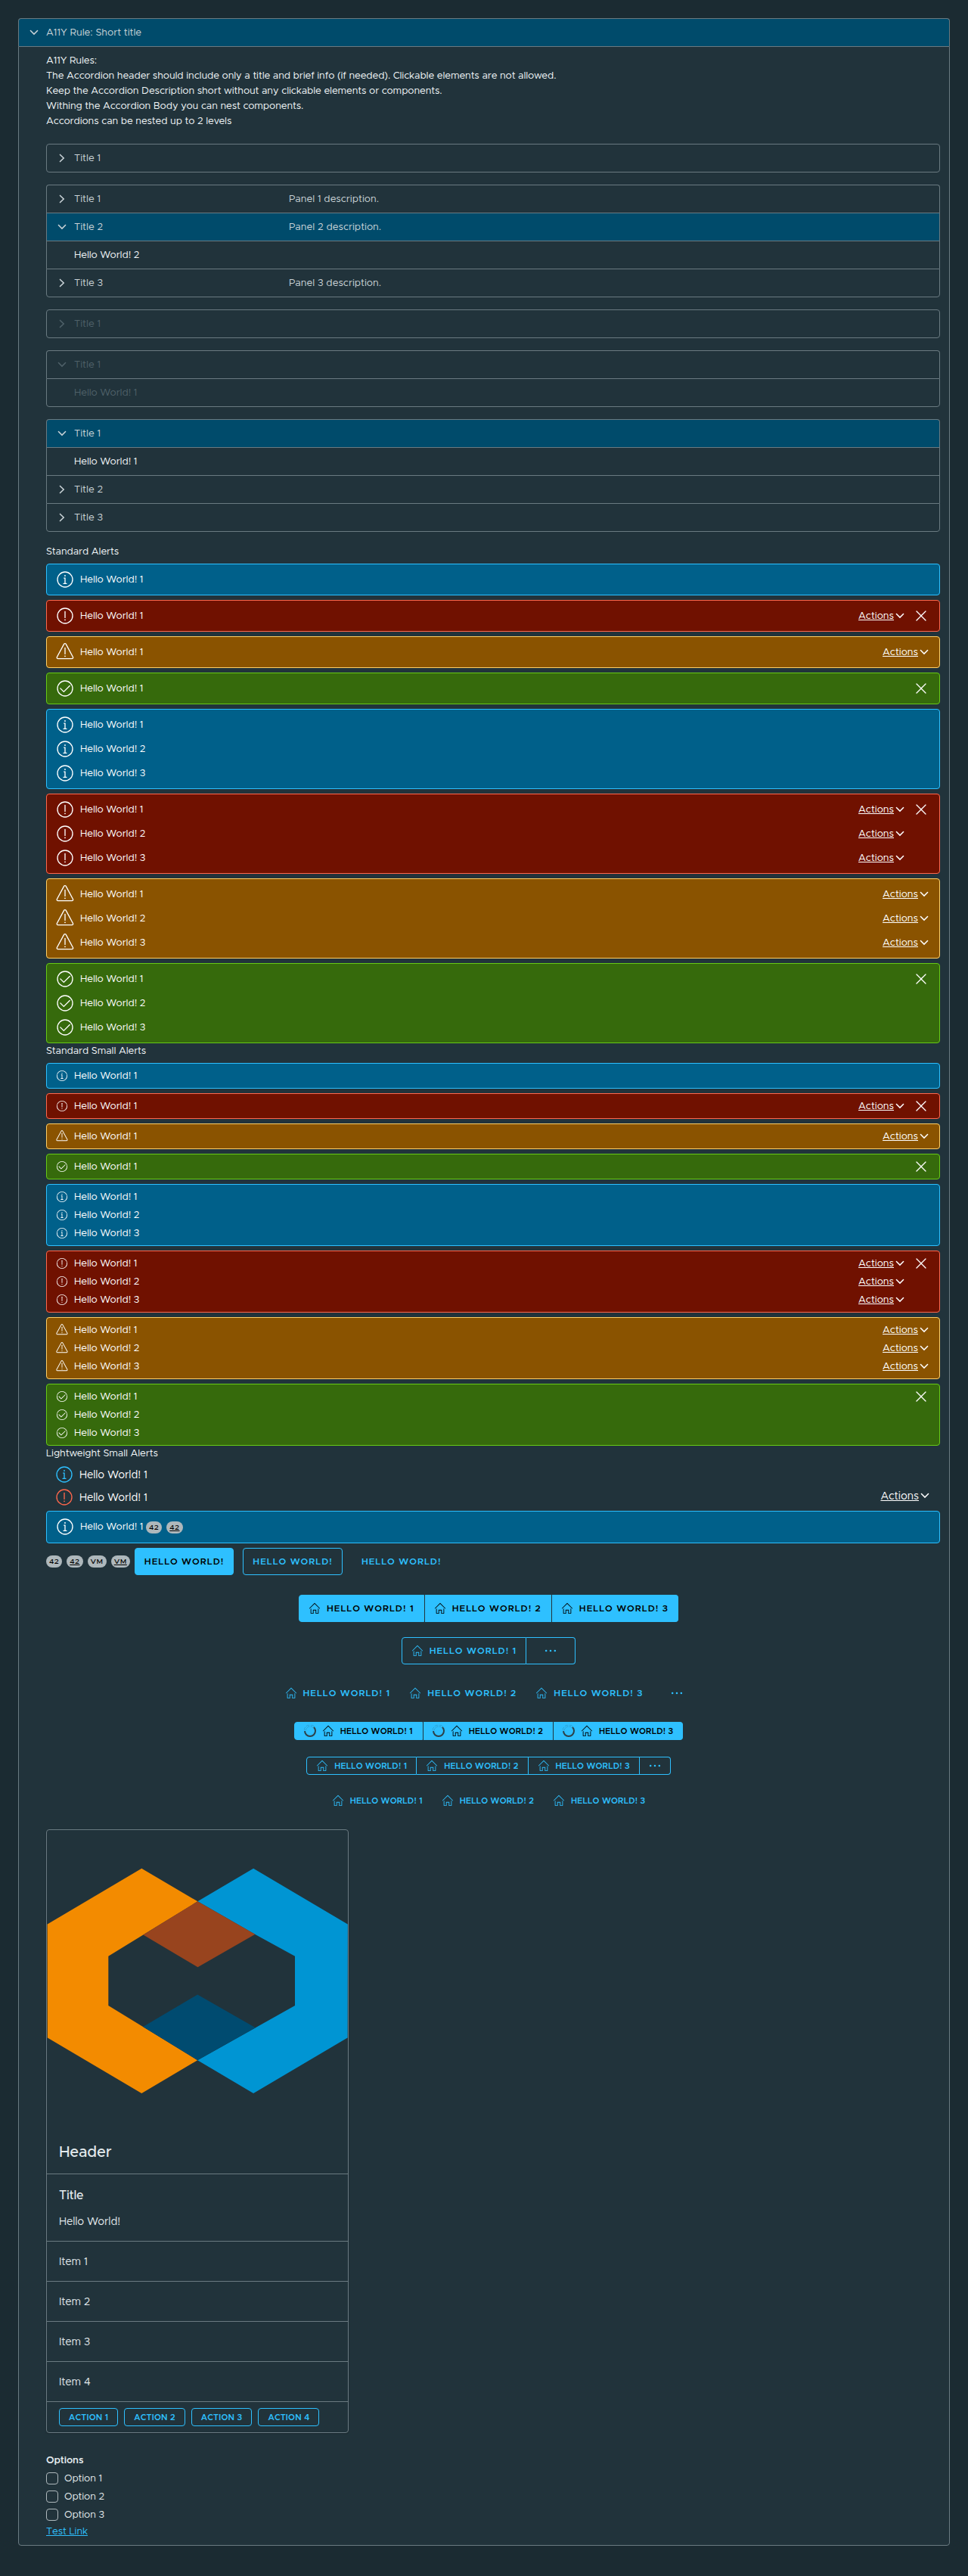 A11Y Rule: Short title
A11Y Rules:
The Accordion header should include only a title and brief info (if needed). Clickable elements are not allowed.
Keep the Accordion Description short without any clickable elements or components.
Withing the Accordion Body you can nest components.
Accordions can be nested up to 2 levels
Title 1
Title 1 Panel 1 description.
Title 2 Panel 2 description.
Hello World! 2
Title 3 Panel 3 description.
Title 1
Title 1
Hello World! 1
Title 1
Hello World! 1
Title 2
Title 3
Standard Alerts
Hello World! 1
Hello World! 1 Actions
Hello World! 1 Actions
Hello World! 1
Hello World! 1
Hello World! 2
Hello World! 3
Hello World! 1 Actions
Hello World! 2 Actions
Hello World! 3 Actions
Hello World! 1 Actions
Hello World! 2 Actions
Hello World! 3 Actions
Hello World! 1
Hello World! 2
Hello World! 3
Standard Small Alerts
Hello World! 1
Hello World! 1 Actions
Hello World! 1 Actions
Hello World! 1
Hello World! 1
Hello World! 2
Hello World! 3
Hello World! 1 Actions
Hello World! 2 Actions
Hello World! 3 Actions
Hello World! 1 Actions
Hello World! 2 Actions
Hello World! 3 Actions
Hello World! 1
Hello World! 2
Hello World! 3
Lightweight Small Alerts
Hello World! 1
Hello World! 1 Actions
Hello World! 1 42 42
42 42 VM VM HELLO WORLD! HELLO WORLD! HELLO WORLD!
HELLO WORLD! 1 HELLO WORLD! 2 HELLO WORLD! 3
HELLO WORLD! 1 ...
HELLO WORLD! 1 HELLO WORLD! 2 HELLO WORLD! 3 ...
HELLO WORLD! 1 HELLO WORLD! 2 HELLO WORLD! 3
HELLO WORLD! 1 HELLO WORLD! 2 HELLO WORLD! 3 ...
HELLO WORLD! 1 HELLO WORLD! 2 HELLO WORLD! 3
Header
Title
Hello World!
Item 1
Item 2
Item 3
Item 4
ACTION 1 ACTION 2 ACTION 3 ACTION 4
Options
Option 1
Option 2
Option 3
Test Link